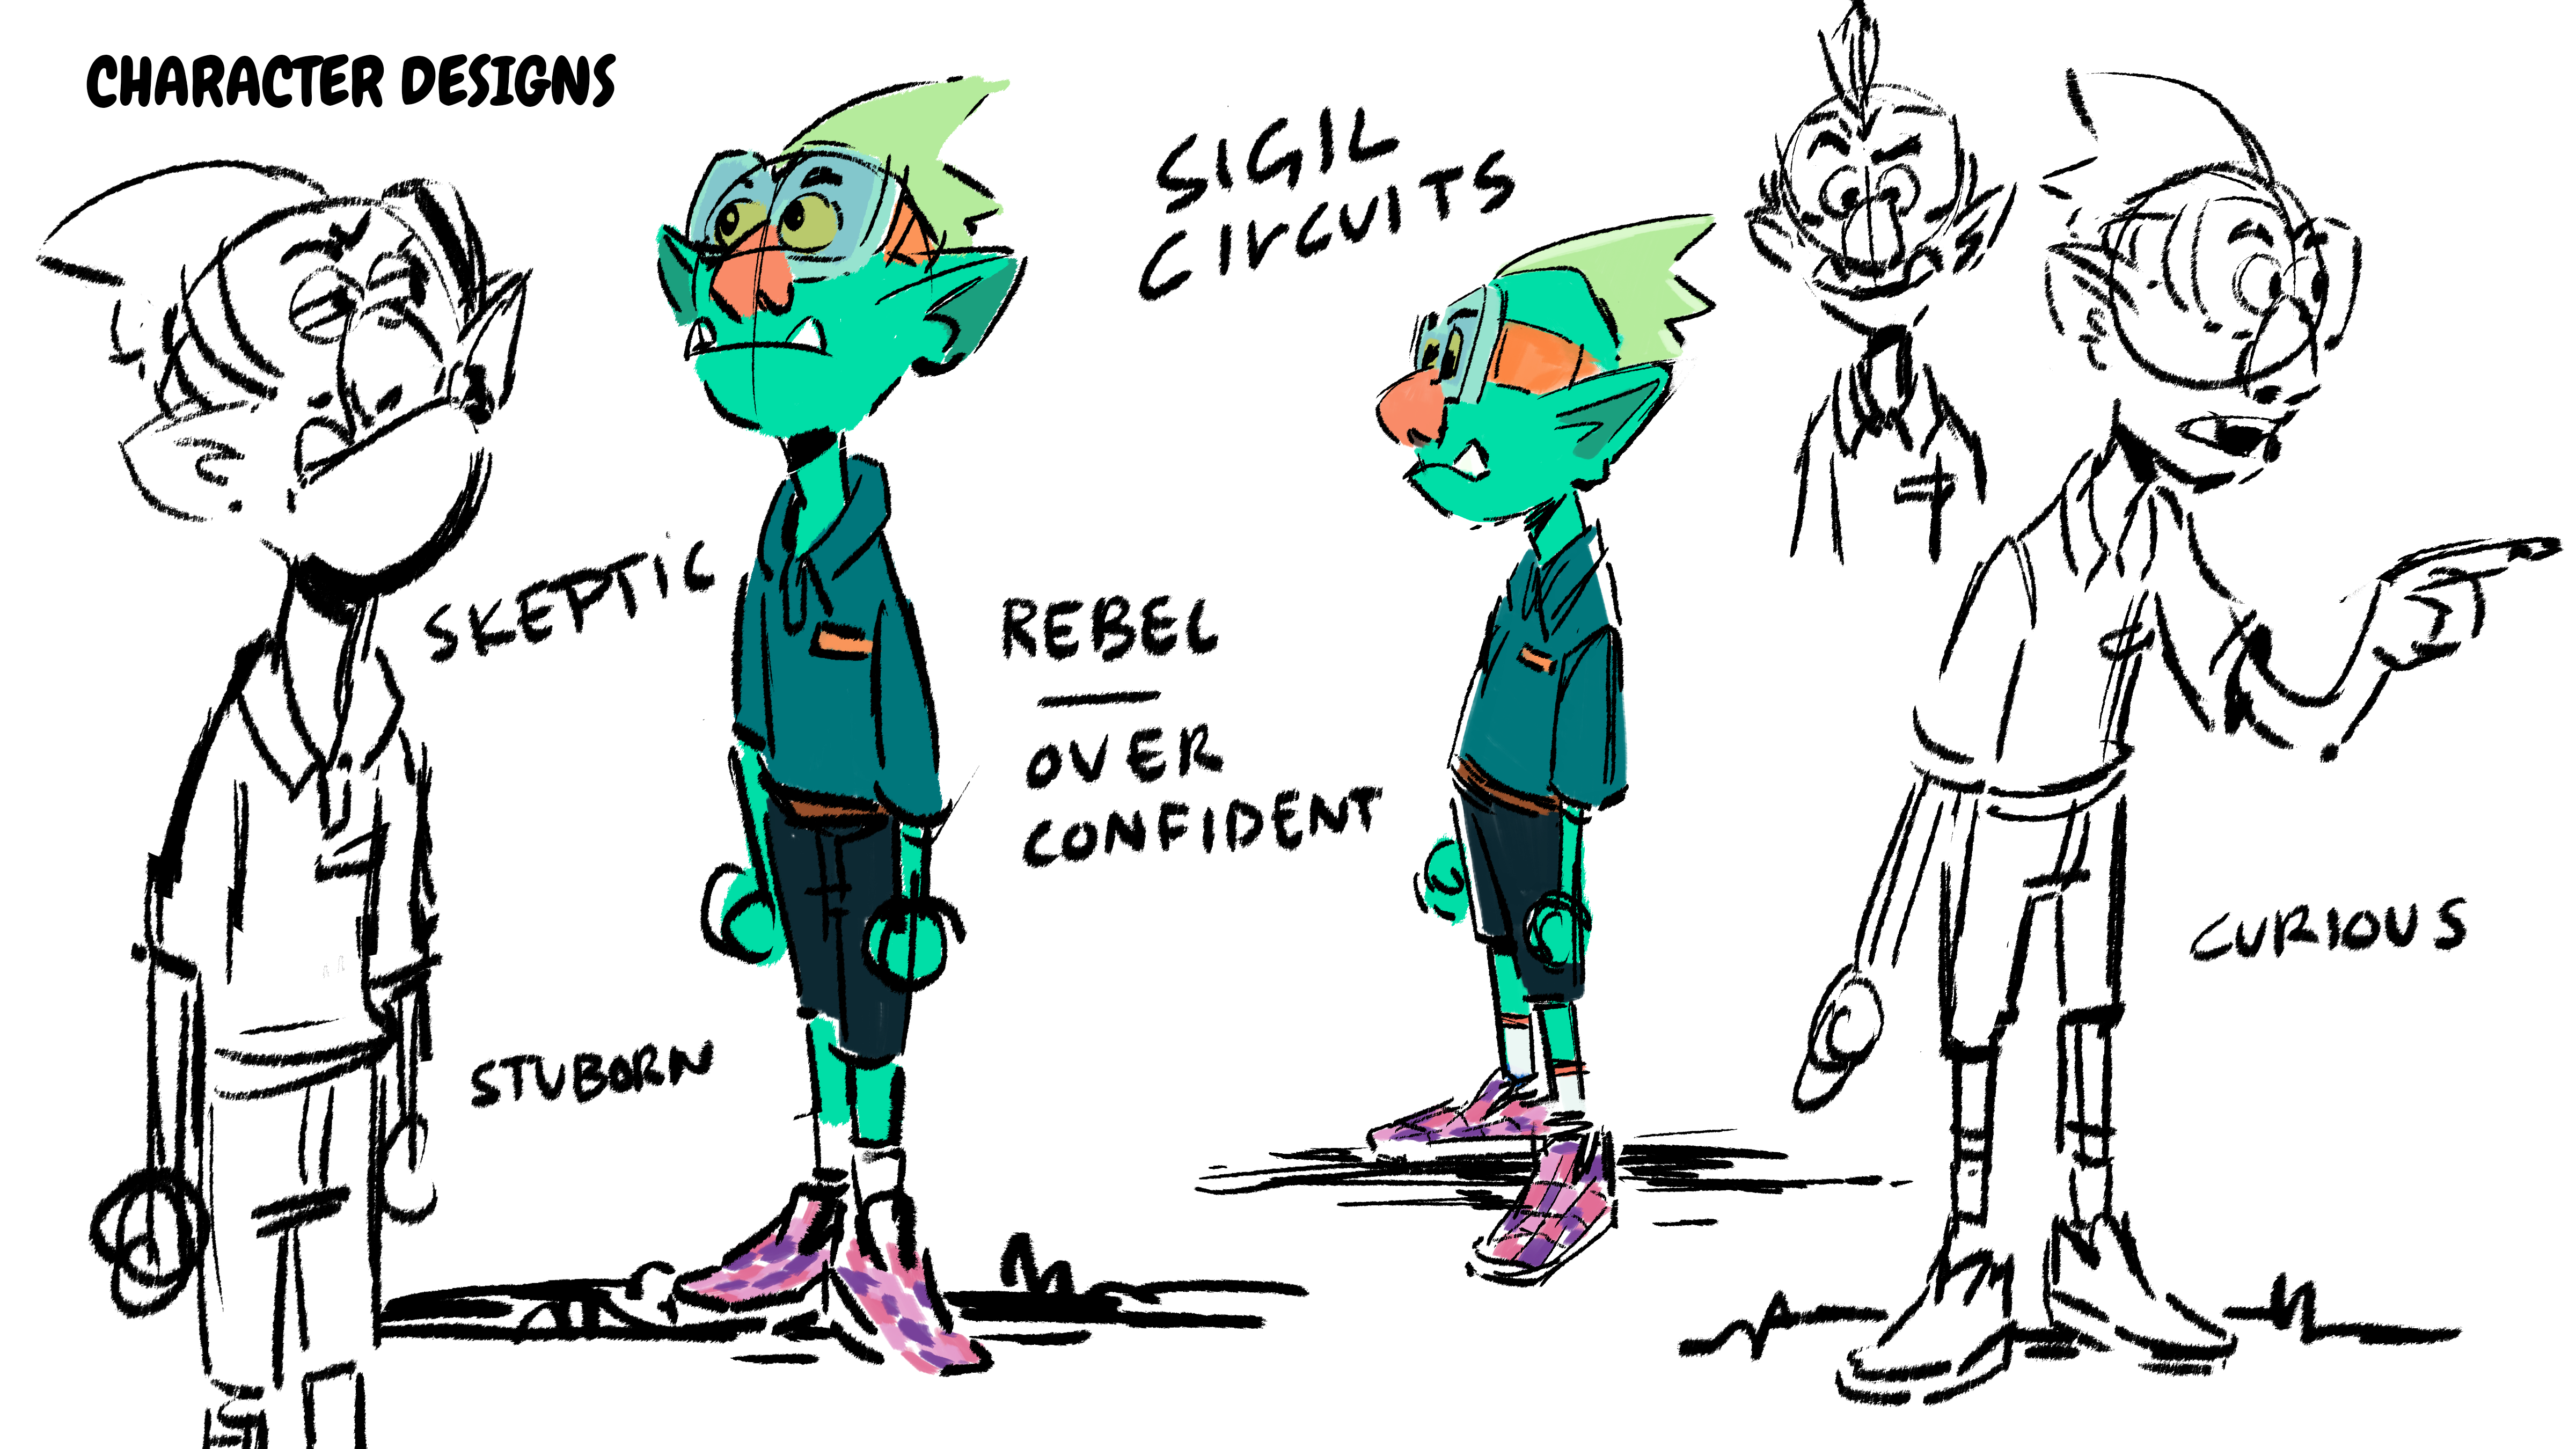 CHARACTER DESIGNS
SIGIL
CIrCUITS
SKEPTIC
REBEL
OVER
CONFIDENT
STUBORN
CURIOUS